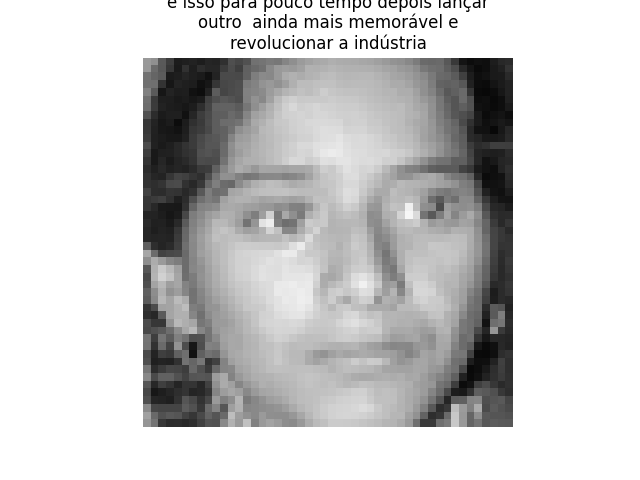 e isso para pouco tempo depois lançar
outro  ainda mais memorável e
revolucionar a indústria